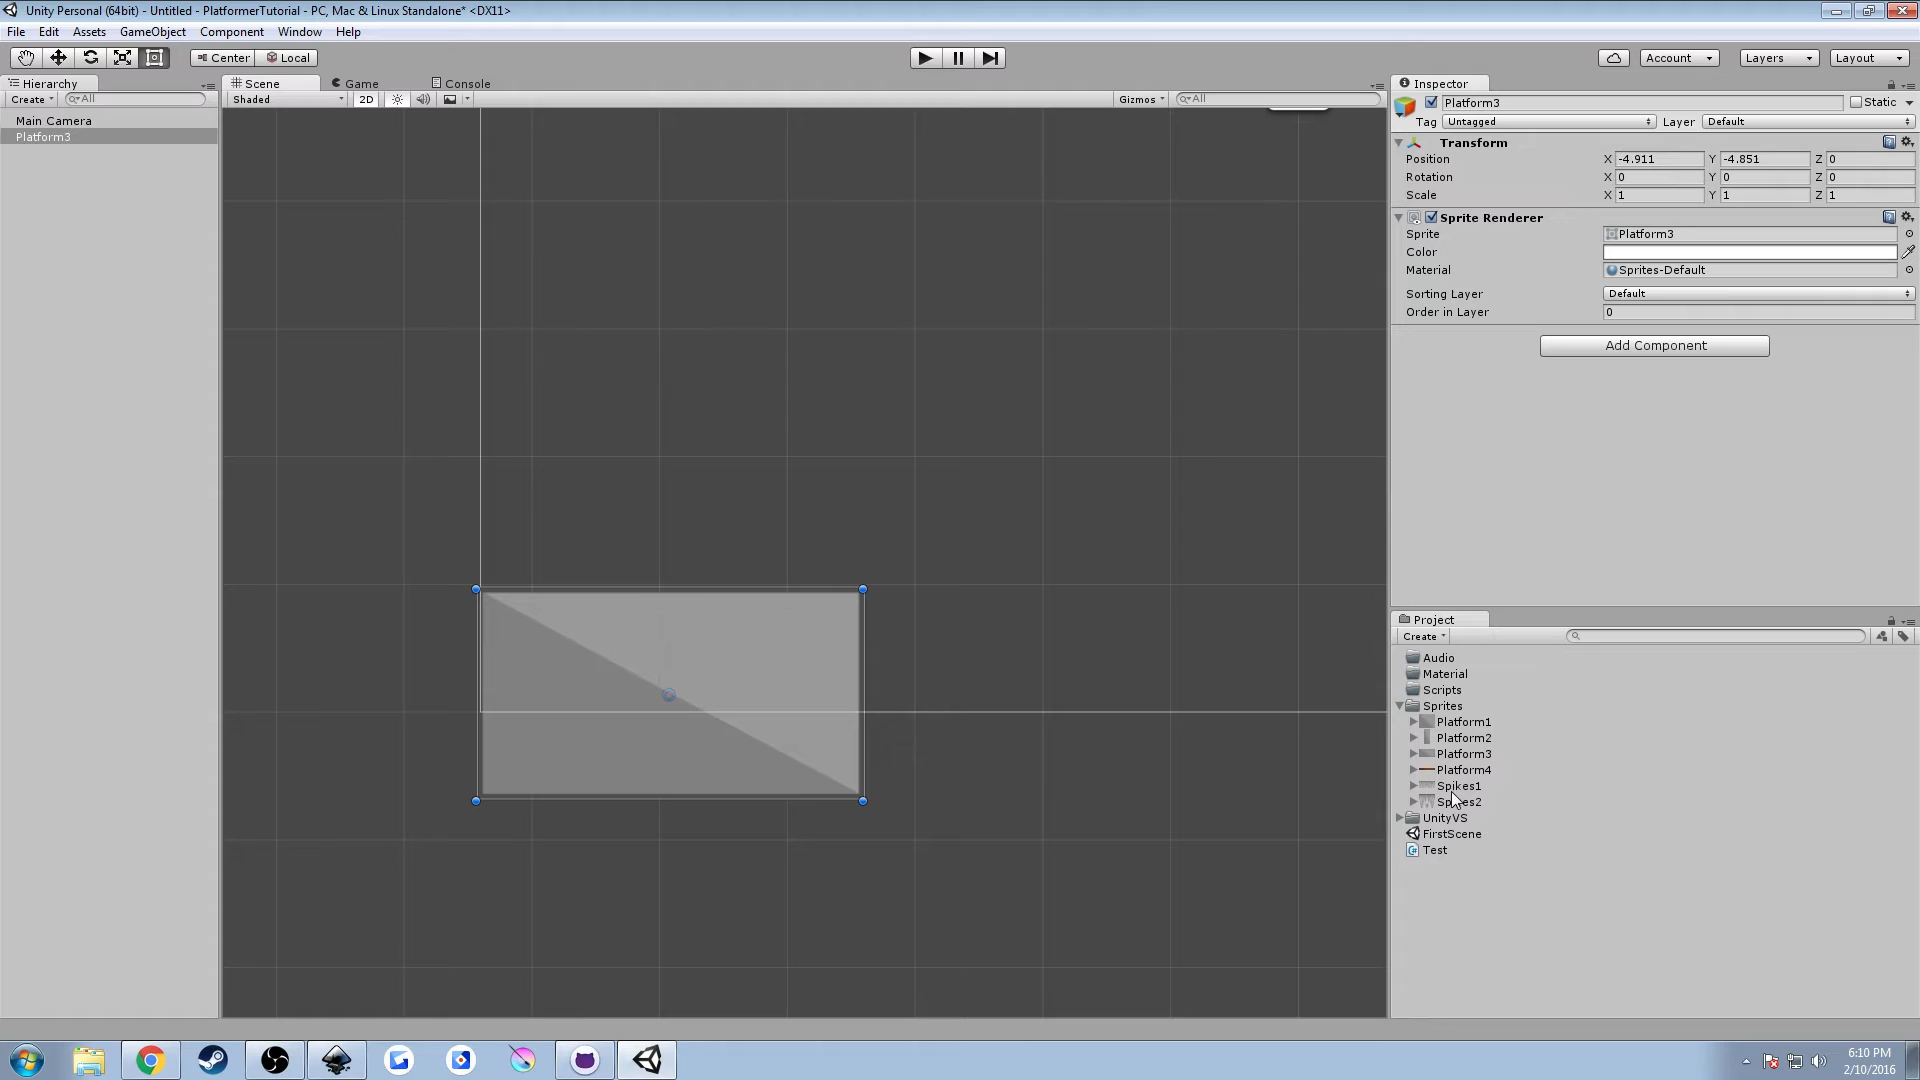 Unity Personal (64bit) - Untitled - PlatformerTutorial - PC, Mac & Linux Standalone* <DX11>
File Edit Assets GameObject Component Window Help
Center Local Account Layers Layout
Hierarchy Scene Game Console Inspector
Create All Shaded 2D Gizmos All
Main Camera
Platform3
Platform3 Static
Tag Untagged Layer Default
Transform
Position X -4.911 Y -4.851 Z 0
Rotation X 0 Y 0 Z 0
Scale X 1 Y 1 Z 1
Sprite Renderer
Sprite Platform3
Color
Material Sprites-Default
Sorting Layer Default
Order in Layer 0
Add Component
Project
Create
Audio
Material
Scripts
Sprites
Platform1
Platform2
Platform3
Platform4
Spikes1
Spikes2
UnityVS
FirstScene
Test
6:10 PM
2/10/2016